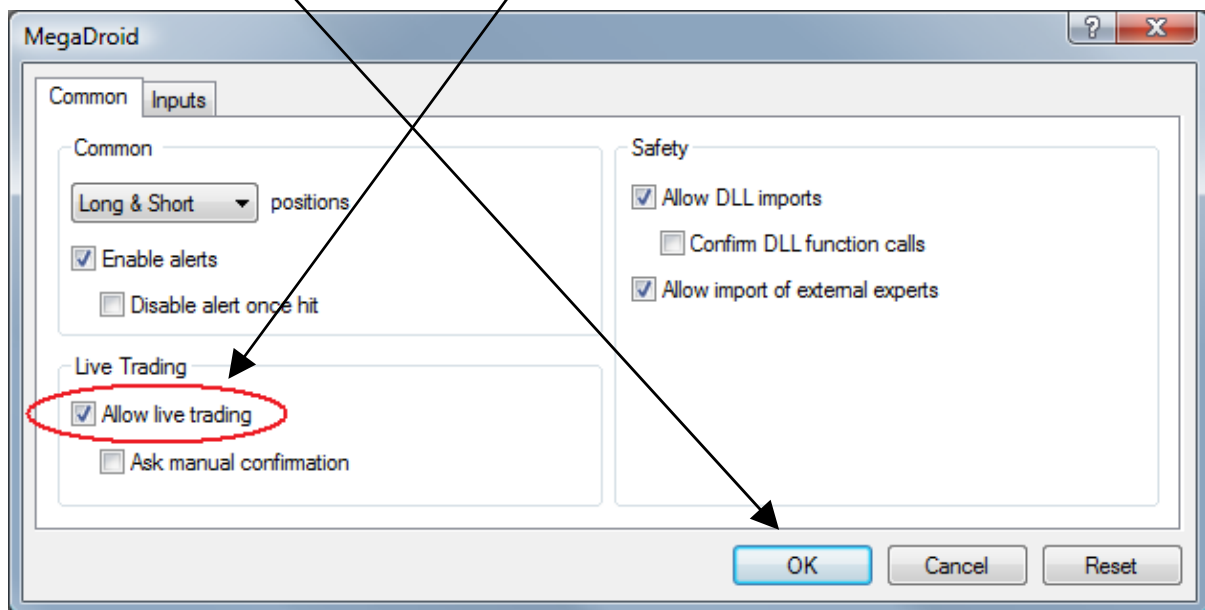 MegaDroid
?
X
Common Inputs
Common
Long & Short positions
Enable alerts
Disable alert once hit
Live Trading
Allow live trading
Ask manual confirmation
Safety
Allow DLL imports
Confirm DLL function calls
Allow import of external experts
OK Cancel Reset